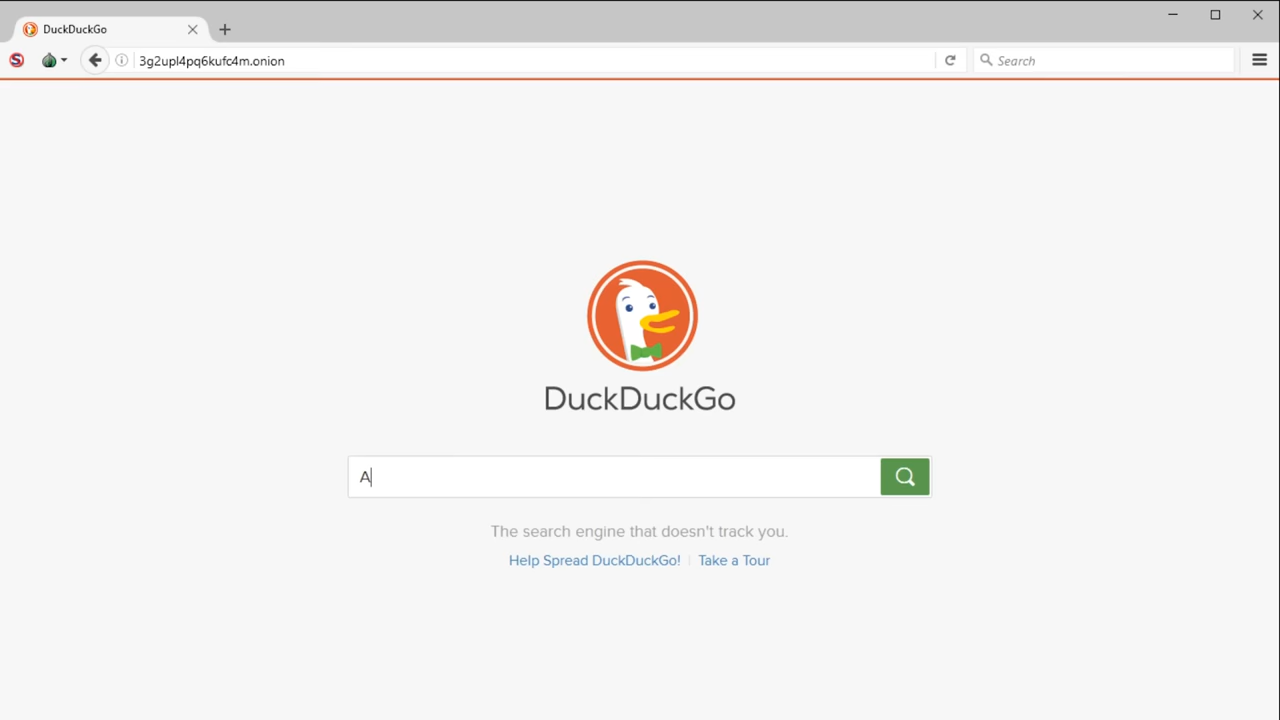 DuckDuckGo
3g2upl4pq6kufc4m.onion
Search
DuckDuckGo
A
The search engine that doesn't track you.
Help Spread DuckDuckGo! | Take a Tour